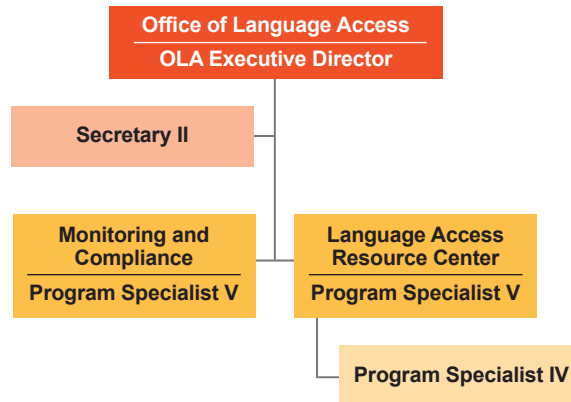 Office of Language Access
OLA Executive Director
Secretary II
Monitoring and
Compliance
Program Specialist V
Language Access
Resource Center
Program Specialist V
Program Specialist IV